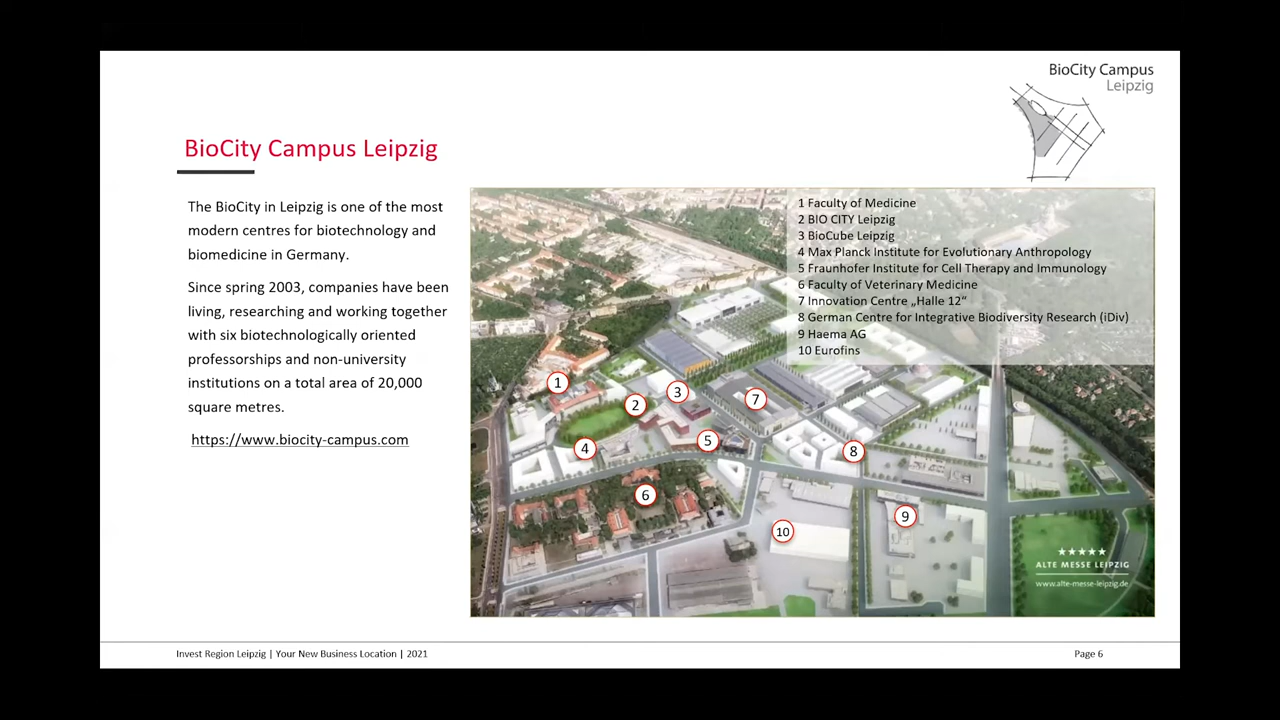 BioCity Campus
Leipzig
BioCity Campus Leipzig
The BioCity in Leipzig is one of the most
modern centres for biotechnology and
biomedicine in Germany.
Since spring 2003, companies have been
living, researching and working together
with six biotechnologically oriented
professorships and non-university
institutions on a total area of 20,000
square metres.
https://www.biocity-campus.com
1 Faculty of Medicine
2 BIO CITY Leipzig
3 BioCube Leipzig
4 Max Planck Institute for Evolutionary Anthropology
5 Fraunhofer Institute for Cell Therapy and Immunology
6 Faculty of Veterinary Medicine
7 Innovation Centre „Halle 12“
8 German Centre for Integrative Biodiversity Research (iDiv)
9 Haema AG
10 Eurofins
1
2
3
7
4
5
8
6
9
10
ALTE MESSE LEIPZIG
www.alte-messe-leipzig.de
Invest Region Leipzig | Your New Business Location | 2021
Page 6